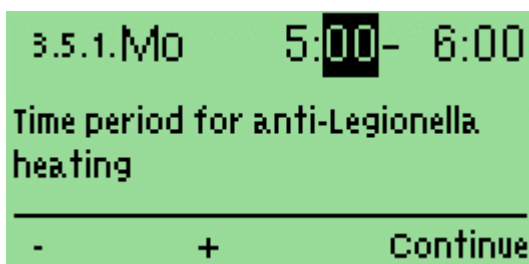 3.5.1.Mo 5:00- 6:00
Time period for anti-Legionella
heating
- + Continue